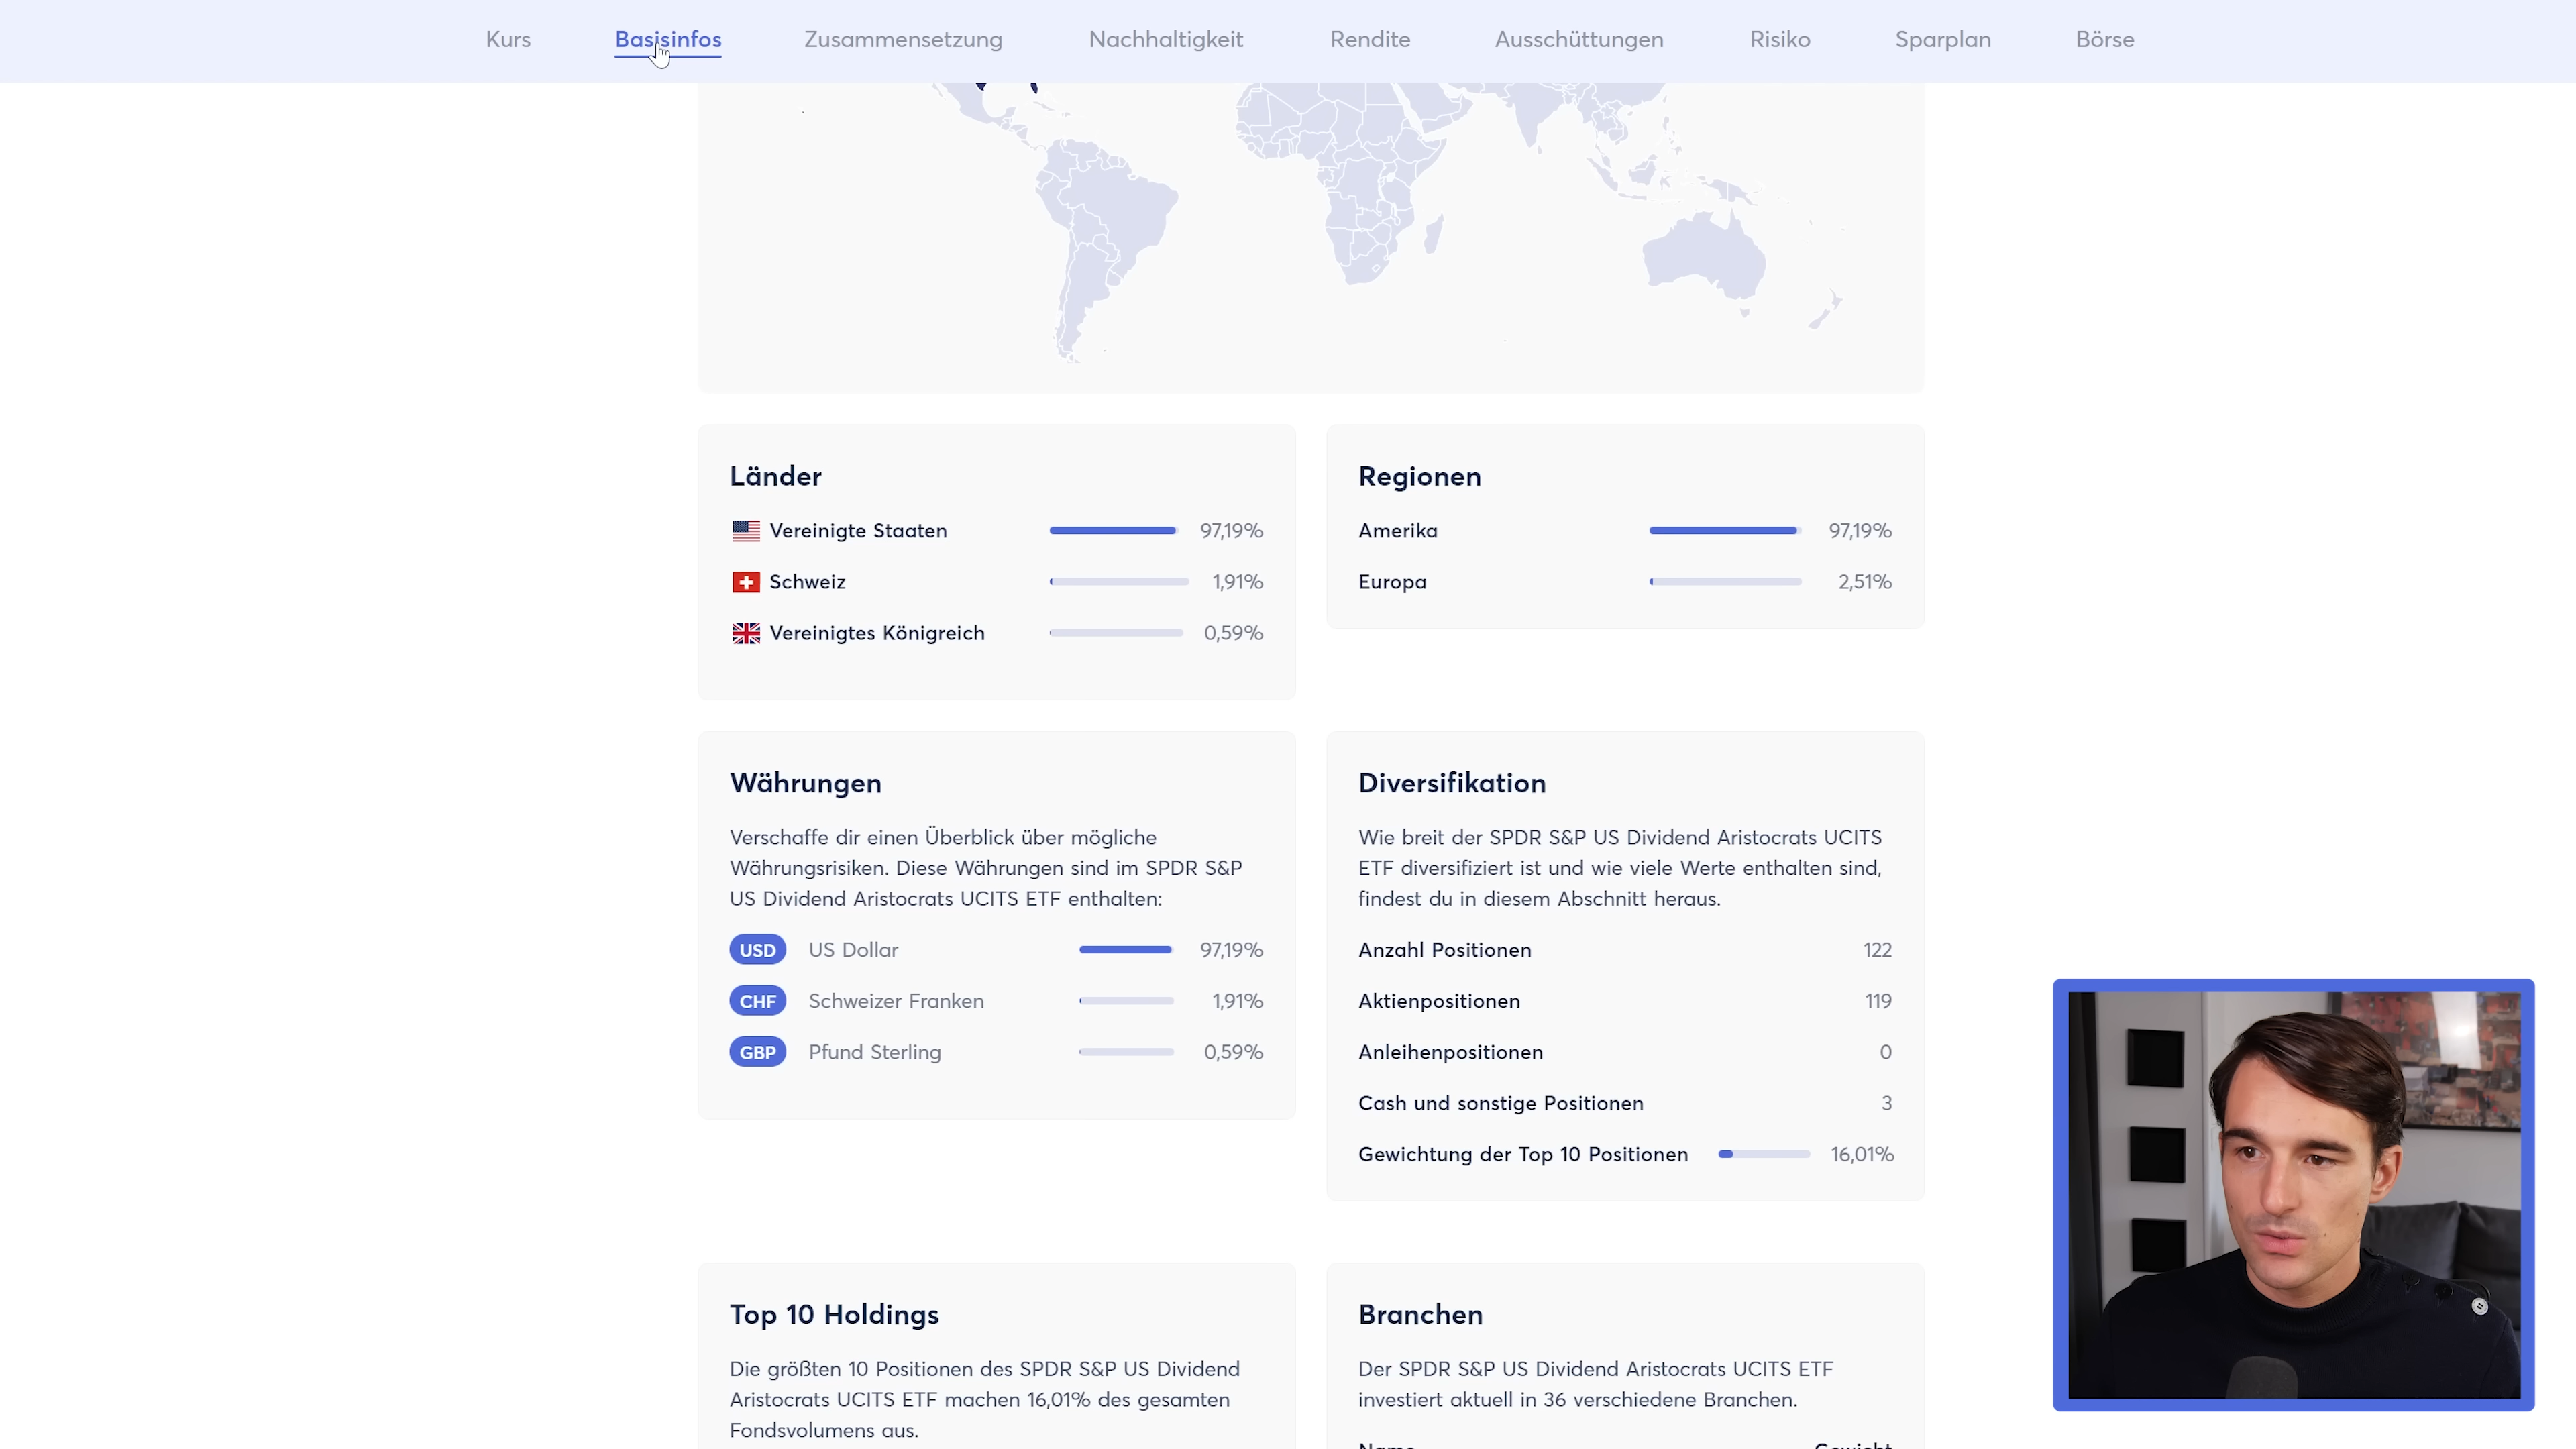 Kurs Basisinfos Zusammensetzung Nachhaltigkeit Rendite Ausschüttungen Risiko Sparplan Börse
Länder
Vereinigte Staaten 97,19%
Schweiz 1,91%
Vereinigtes Königreich 0,59%
Regionen
Amerika 97,19%
Europa 2,51%
Währungen
Verschaffe dir einen Überblick über mögliche
Währungsrisiken. Diese Währungen sind im SPDR S&P
US Dividend Aristocrats UCITS ETF enthalten:
USD US Dollar 97,19%
CHF Schweizer Franken 1,91%
GBP Pfund Sterling 0,59%
Diversifikation
Wie breit der SPDR S&P US Dividend Aristocrats UCITS
ETF diversifiziert ist und wie viele Werte enthalten sind,
findest du in diesem Abschnitt heraus.
Anzahl Positionen 122
Aktienpositionen 119
Anleihenpositionen 0
Cash und sonstige Positionen 3
Gewichtung der Top 10 Positionen 16,01%
Top 10 Holdings
Die größten 10 Positionen des SPDR S&P US Dividend
Aristocrats UCITS ETF machen 16,01% des gesamten
Fondsvolumens aus.
Branchen
Der SPDR S&P US Dividend Aristocrats UCITS ETF
investiert aktuell in 36 verschiedene Branchen.
Name Gewicht